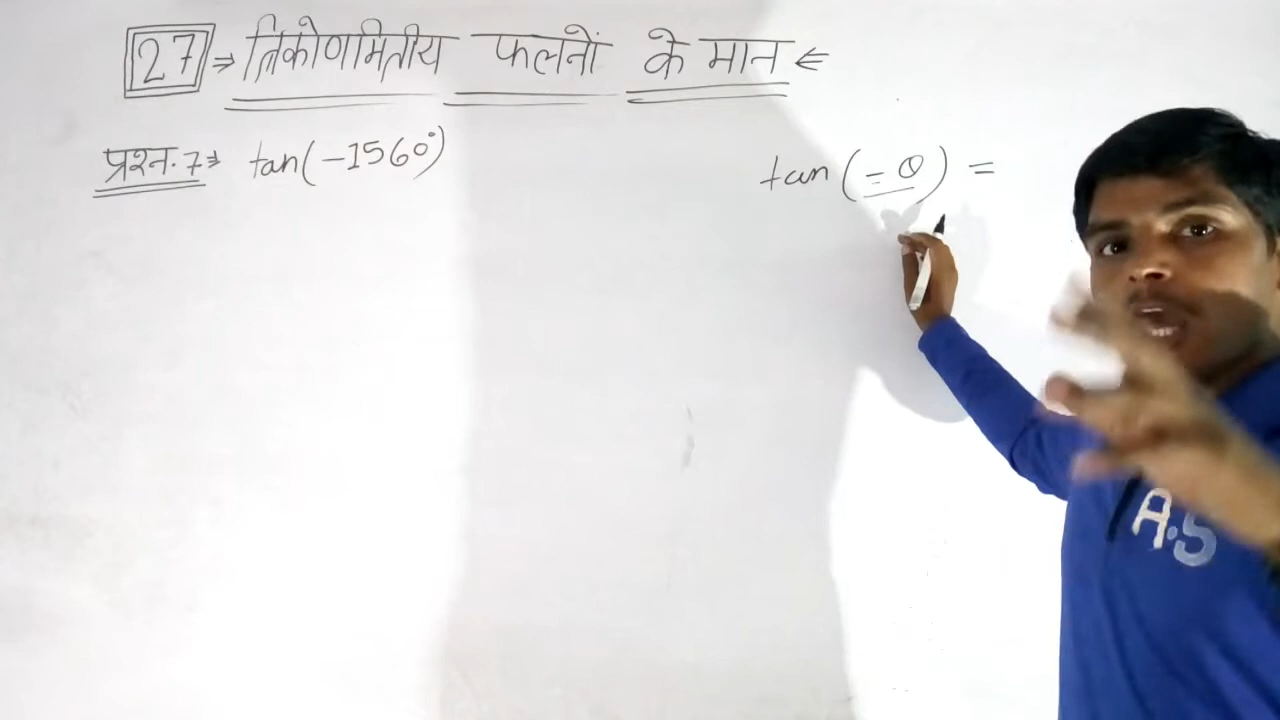 27 ⇒ त्रिकोणमितीय फलनों के मान ⇐
प्रश्न.7⇒ tan(-1560°)
tan(-θ) =
A.S